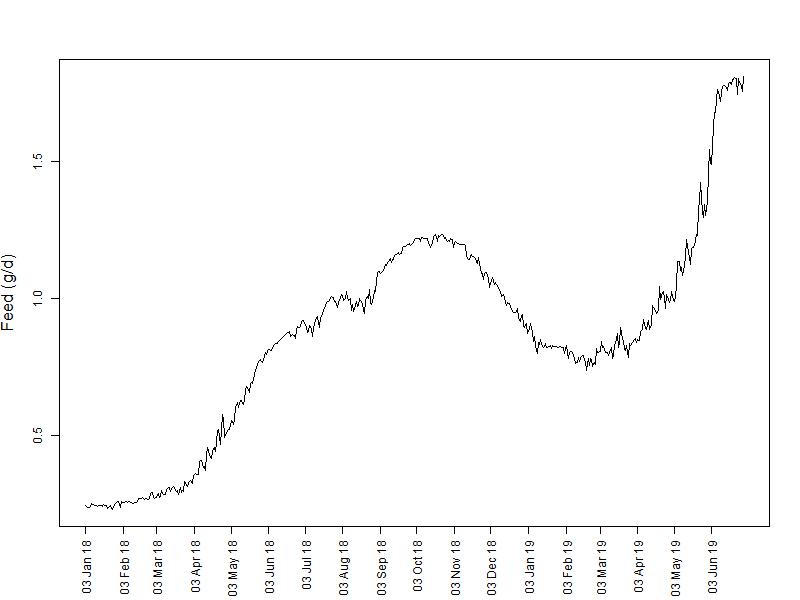 Feed (g/d)
1.5
1.0
0.5
03 Jan 18
03 Feb 18
03 Mar 18
03 Apr 18
03 May 18
03 Jun 18
03 Jul 18
03 Aug 18
03 Sep 18
03 Oct 18
03 Nov 18
03 Dec 18
03 Jan 19
03 Feb 19
03 Mar 19
03 Apr 19
03 May 19
03 Jun 19